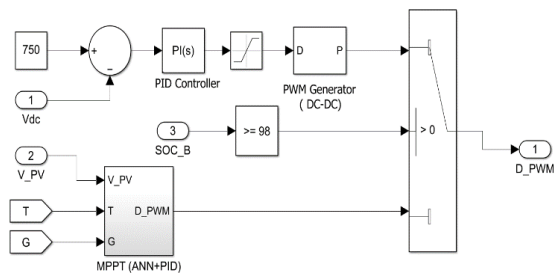 750
+
−
PI(s)
PID Controller
D
P
PWM Generator
( DC-DC)
1
Vdc
3
SOC_B
>= 98
> 0
1
D_PWM
2
V_PV
T
G
V_PV
T
D_PWM
G
MPPT (ANN+PID)